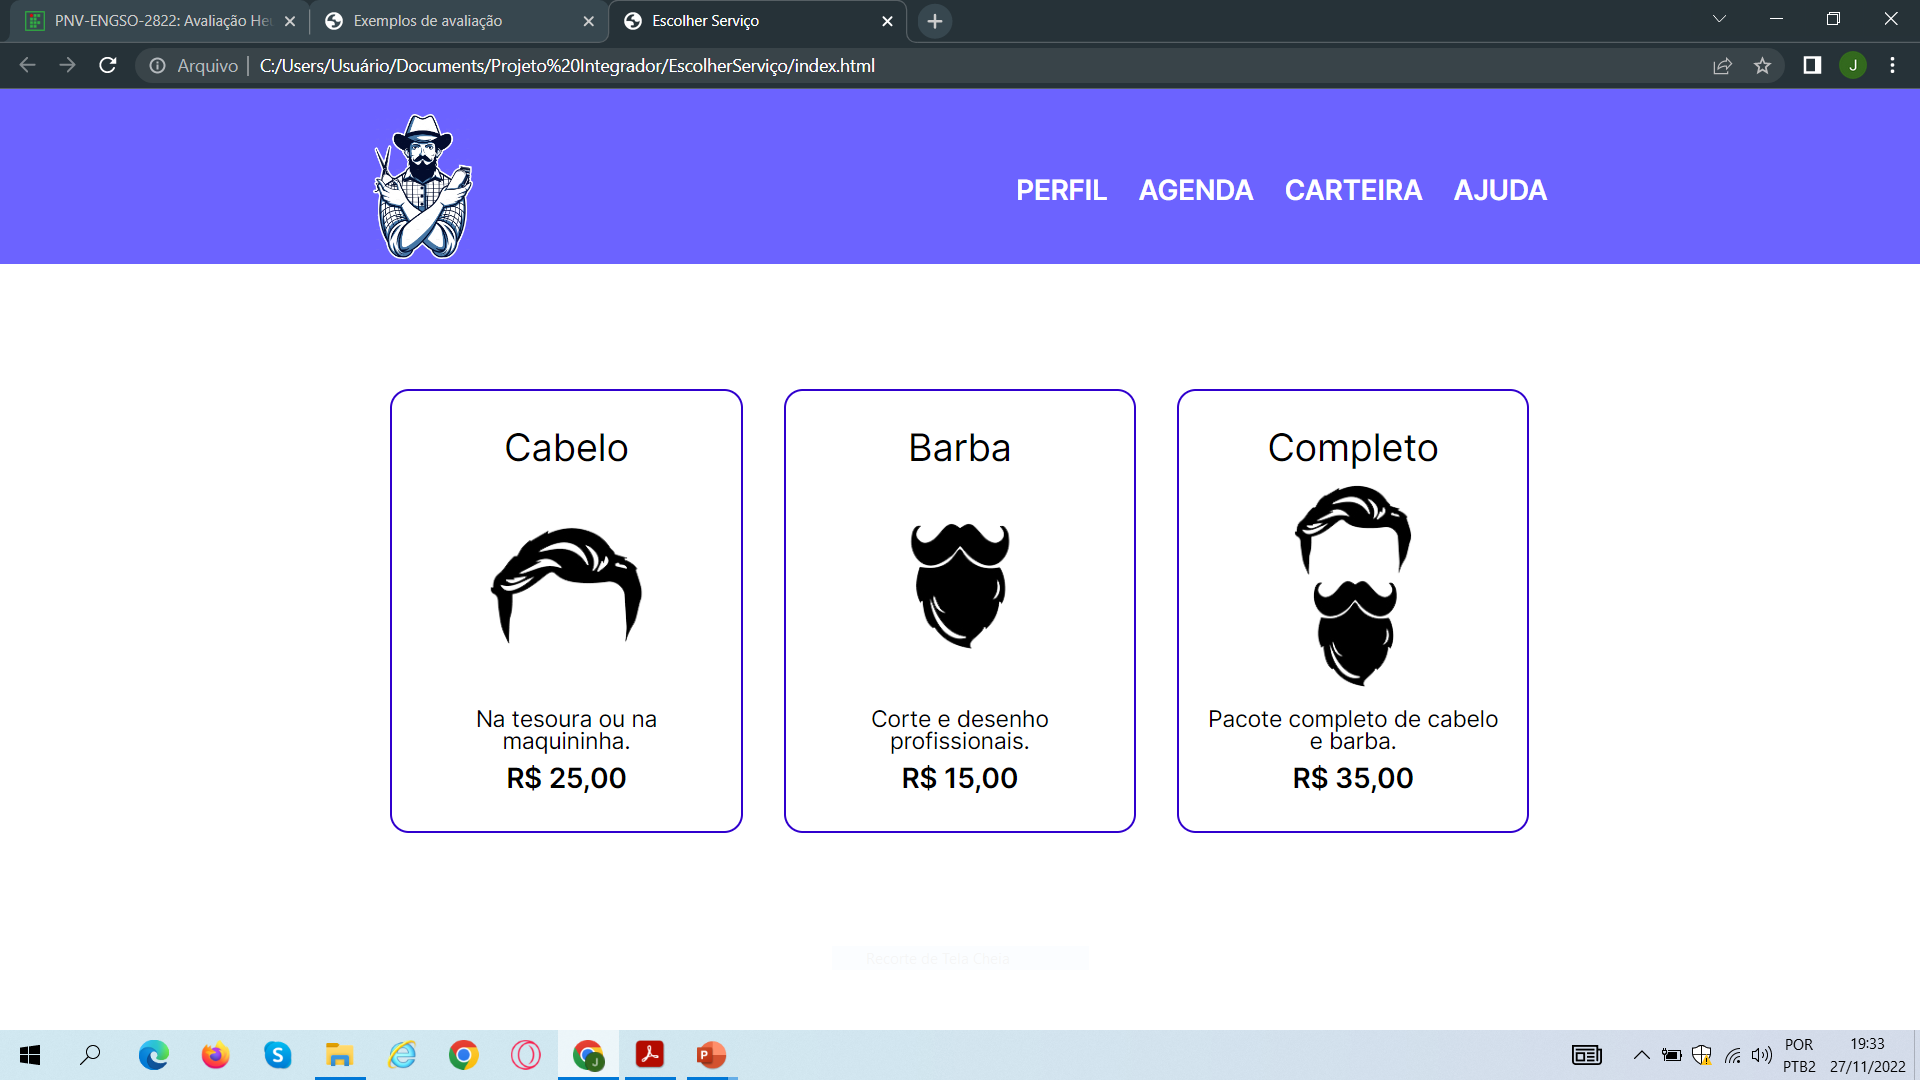 PNV-ENGSO-2822: Avaliação Heu
Exemplos de avaliação
Escolher Serviço
Arquivo
C:/Users/Usuário/Documents/Projeto%20Integrador/EscolherServiço/index.html
J
PERFIL AGENDA CARTEIRA AJUDA
Cabelo
Na tesoura ou na
maquininha.
R$ 25,00
Barba
Corte e desenho
profissionais.
R$ 15,00
Completo
Pacote completo de cabelo
e barba.
R$ 35,00
Recorte de Tela Cheia
POR
PTB2
19:33
27/11/2022